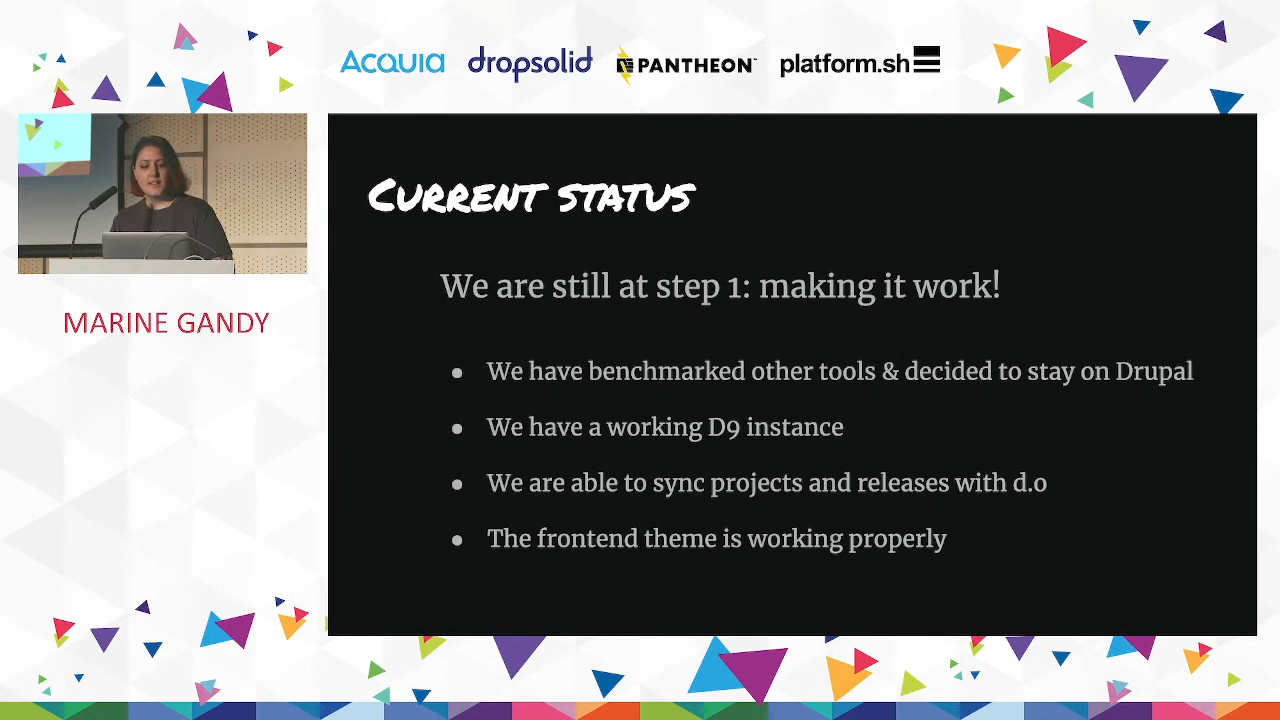 Acquia dropsolid PANTHEON platform.sh
MARINE GANDY
Current status
We are still at step 1: making it work!
● We have benchmarked other tools & decided to stay on Drupal
● We have a working D9 instance
● We are able to sync projects and releases with d.o
● The frontend theme is working properly